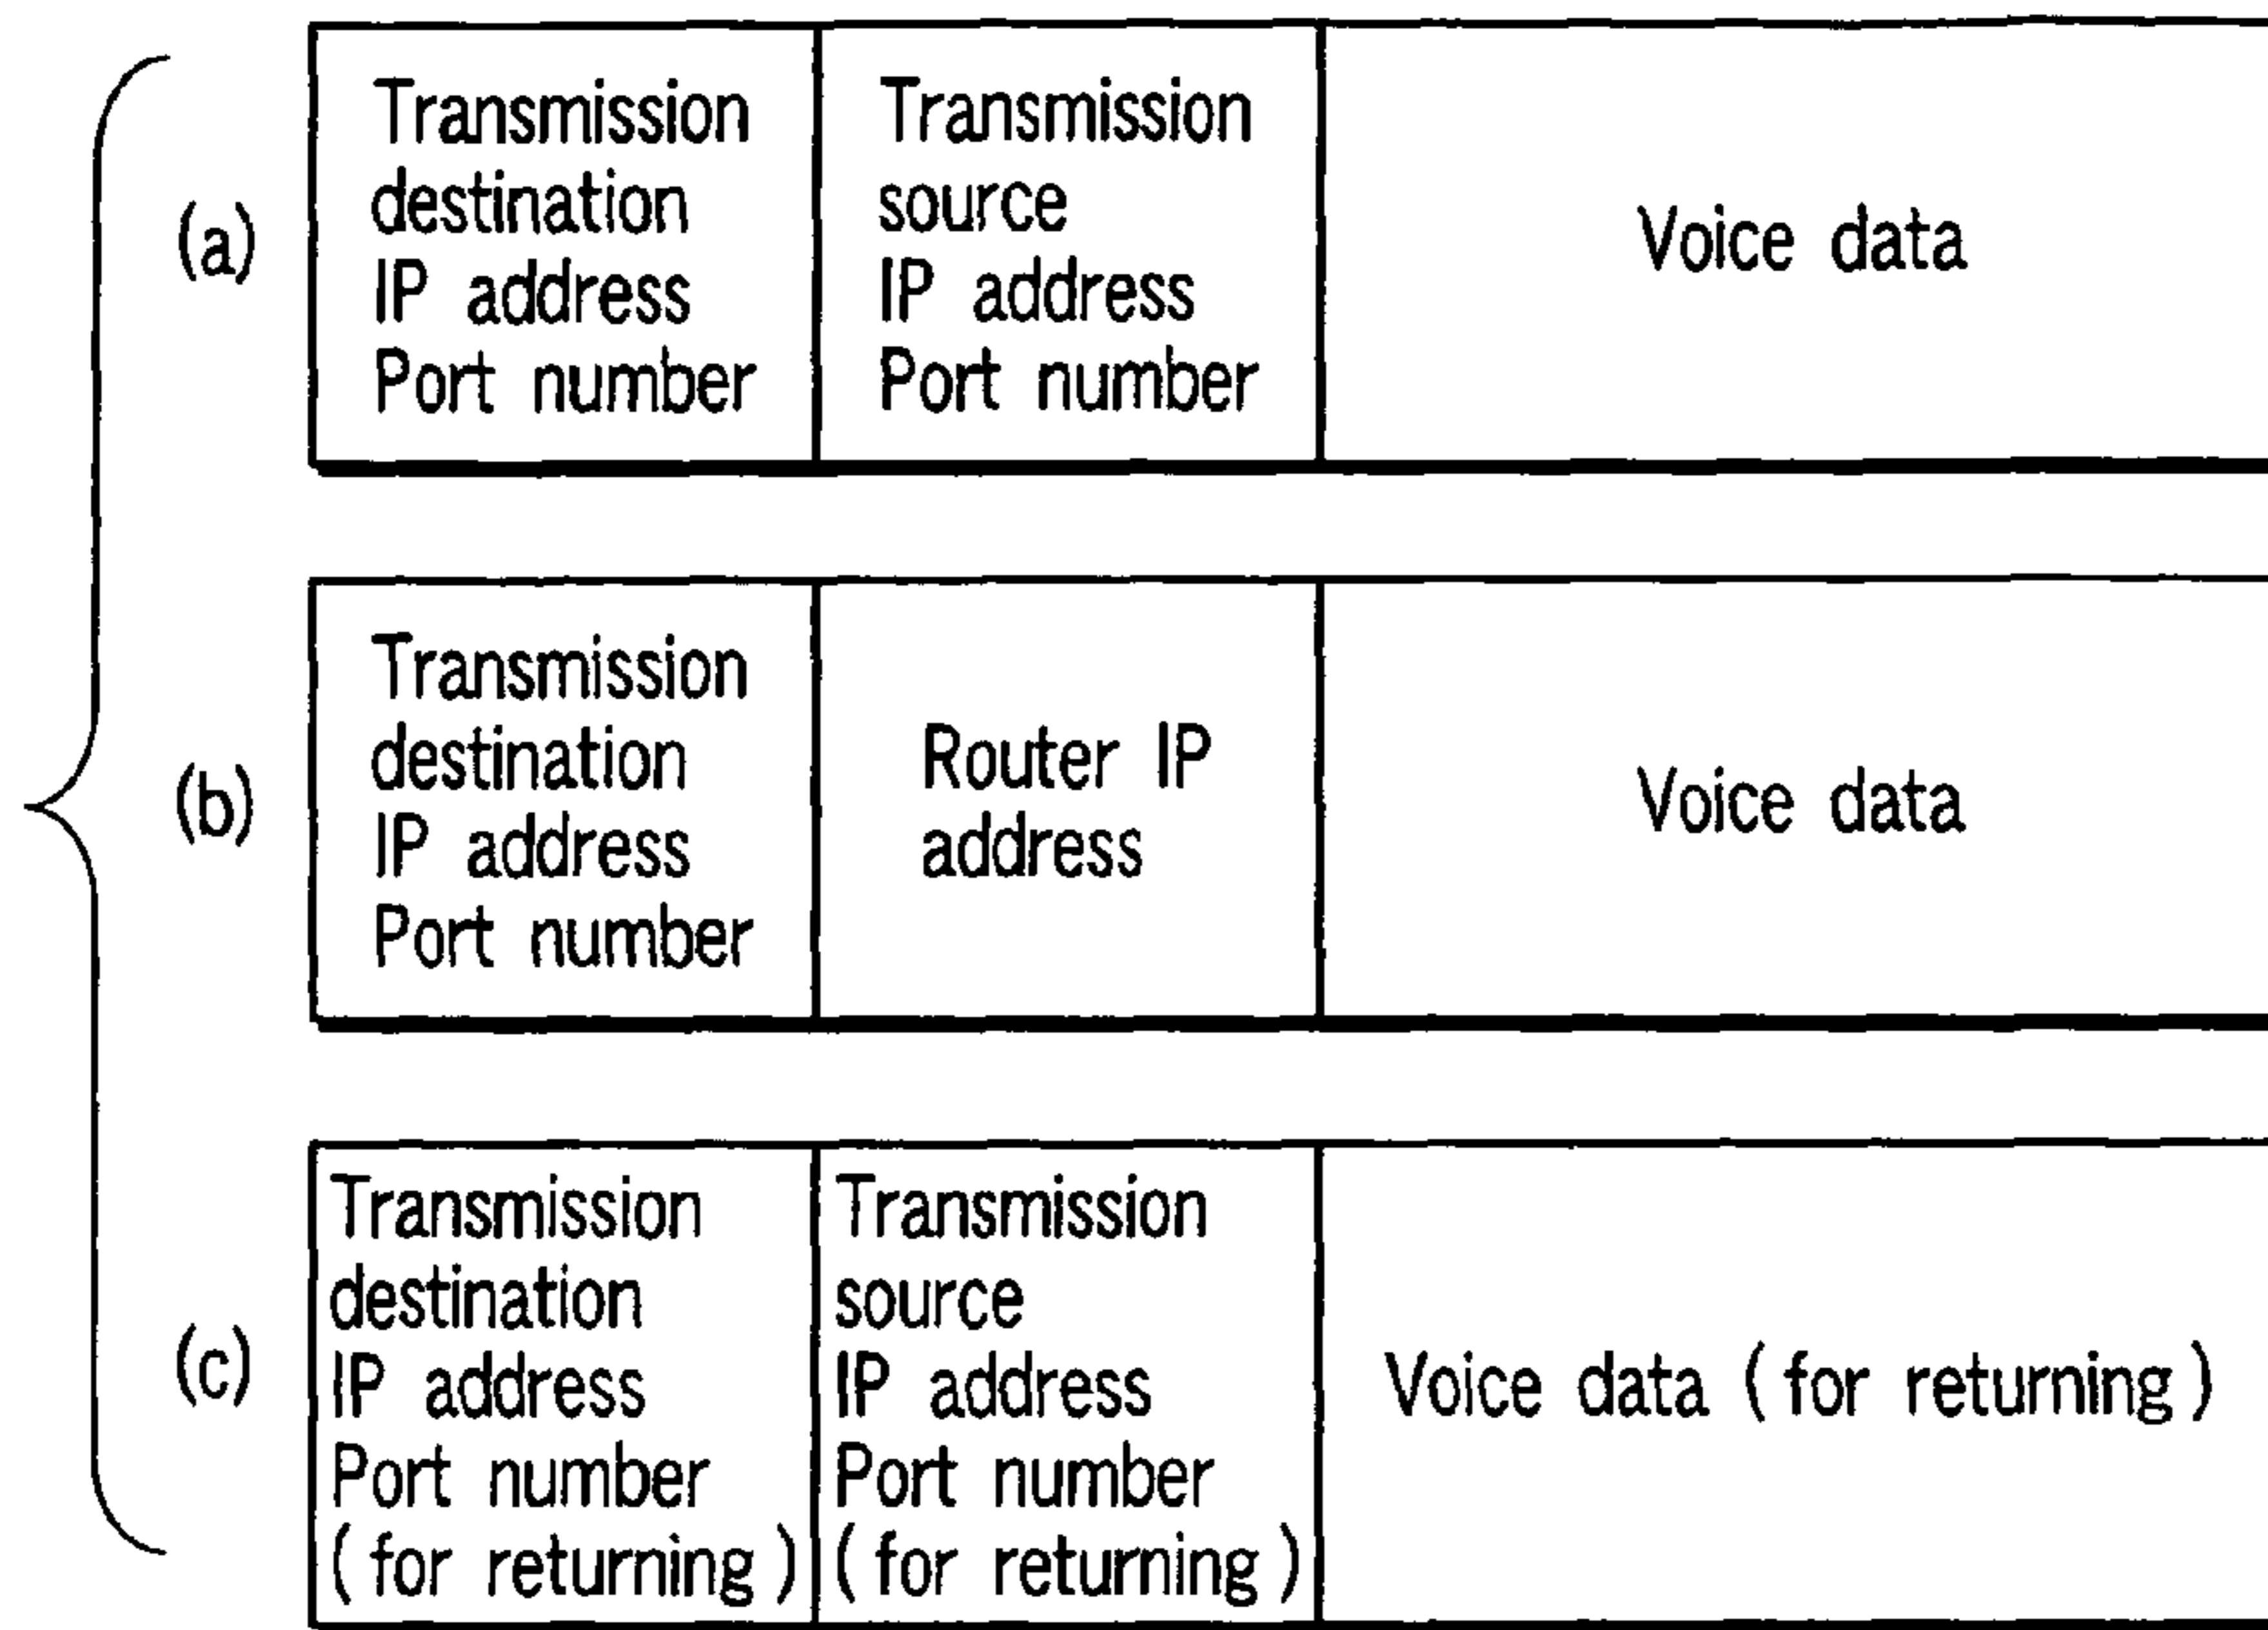 (a)
Transmission
destination
IP address
Port number
Transmission
source
IP address
Port number
Voice data
(b)
Transmission
destination
IP address
Port number
Router IP
address
Voice data
(c)
Transmission
destination
IP address
Port number
(for returning)
Transmission
source
IP address
Port number
(for returning)
Voice data (for returning)